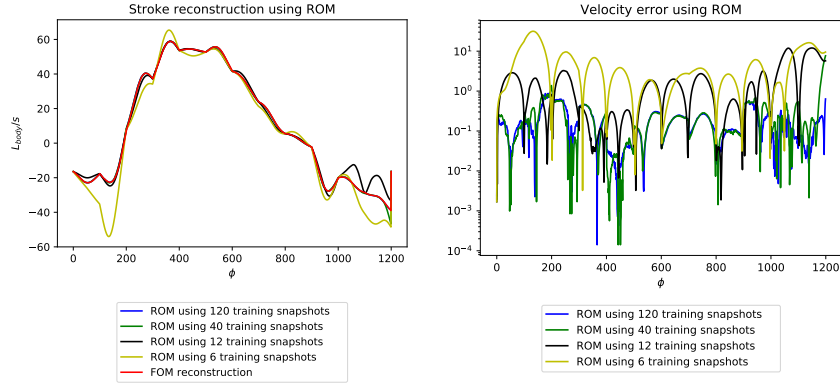 Stroke reconstruction using ROM
60
40
20
0
−20
−40
−60
L_body/s
0 200 400 600 800 1000 1200
ϕ
ROM using 120 training snapshots
ROM using 40 training snapshots
ROM using 12 training snapshots
ROM using 6 training snapshots
FOM reconstruction
Velocity error using ROM
10^1
10^0
10^−1
10^−2
10^−3
10^−4
0 200 400 600 800 1000 1200
ϕ
ROM using 120 training snapshots
ROM using 40 training snapshots
ROM using 12 training snapshots
ROM using 6 training snapshots